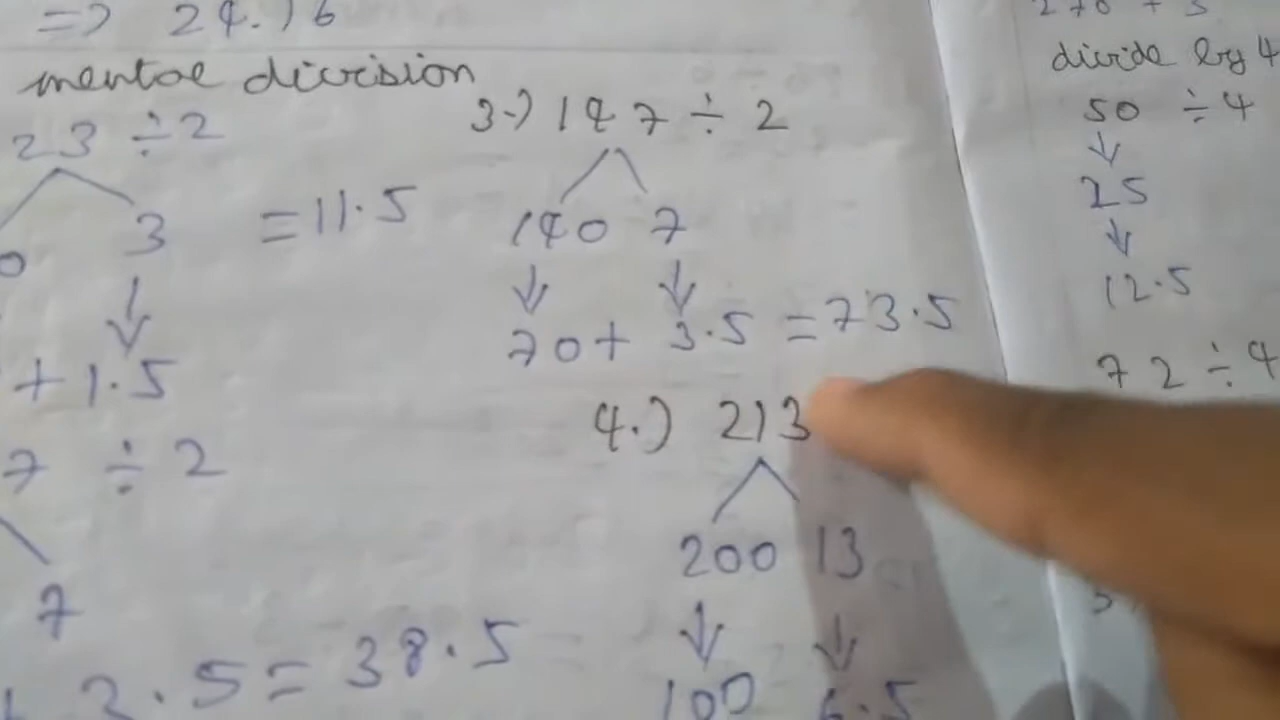 => 24.16
mental division
23 ÷ 2
3
= 11.5
+ 1.5
7 ÷ 2
7
3.5 = 38.5
3.) 147 ÷ 2
140 7
70 + 3.5 = 73.5
4.) 213
200 13
100 6.5
divide by 4
50 ÷ 4
25
12.5
72 ÷ 4